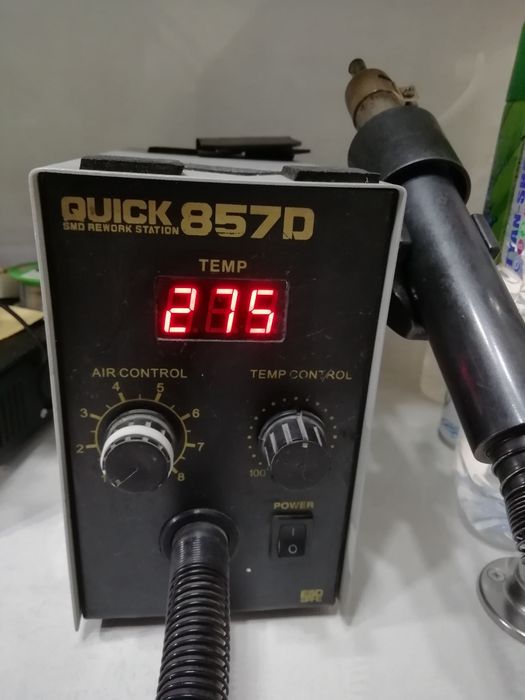 QUICK 857D
SMD REWORK STATION
TEMP
275
AIR CONTROL
TEMP CONTROL
4 5
3 6
2 7
1 8
100
POWER
I
O